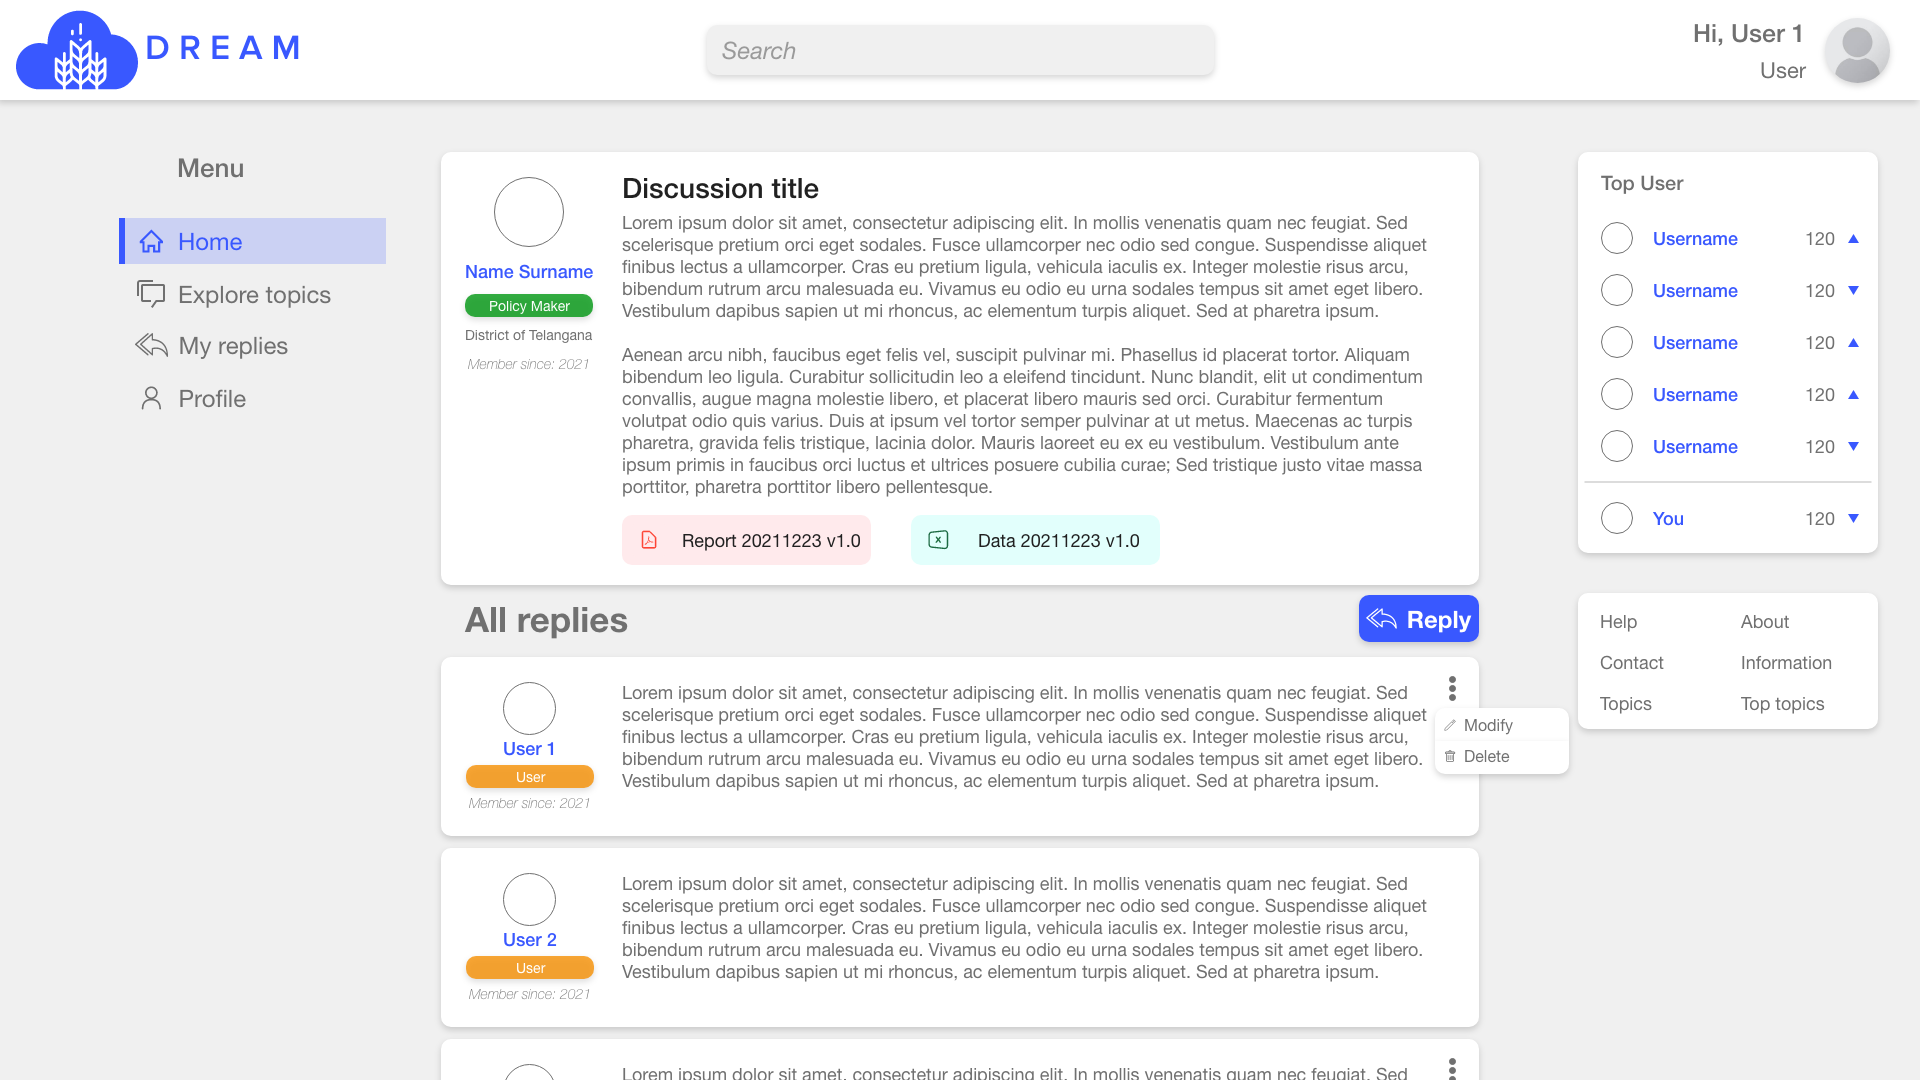 DREAM
Search
Hi, User 1
User
Menu
Home
Explore topics
My replies
Profile
Name Surname
Policy Maker
District of Telangana
Member since: 2021
Discussion title
Lorem ipsum dolor sit amet, consectetur adipiscing elit. In mollis venenatis quam nec feugiat. Sed
scelerisque pretium orci eget sodales. Fusce ullamcorper nec odio sed congue. Suspendisse aliquet
finibus lectus a ullamcorper. Cras eu pretium ligula, vehicula iaculis ex. Integer molestie risus arcu,
bibendum rutrum arcu malesuada eu. Vivamus eu odio eu urna sodales tempus sit amet eget libero.
Vestibulum dapibus sapien ut mi rhoncus, ac elementum turpis aliquet. Sed at pharetra ipsum.
Aenean arcu nibh, faucibus eget felis vel, suscipit pulvinar mi. Phasellus id placerat tortor. Aliquam
bibendum leo ligula. Curabitur sollicitudin leo a eleifend tincidunt. Nunc blandit, elit ut condimentum
convallis, augue magna molestie libero, et placerat libero mauris sed orci. Curabitur fermentum
volutpat odio quis varius. Duis at ipsum vel tortor semper pulvinar at ut metus. Maecenas ac turpis
pharetra, gravida felis tristique, lacinia dolor. Mauris laoreet eu ex eu vestibulum. Vestibulum ante
ipsum primis in faucibus orci luctus et ultrices posuere cubilia curae; Sed tristique justo vitae massa
porttitor, pharetra porttitor libero pellentesque.
Report 20211223 v1.0
Data 20211223 v1.0
All replies
Reply
User 1
User
Member since: 2021
Lorem ipsum dolor sit amet, consectetur adipiscing elit. In mollis venenatis quam nec feugiat. Sed
scelerisque pretium orci eget sodales. Fusce ullamcorper nec odio sed congue. Suspendisse aliquet
finibus lectus a ullamcorper. Cras eu pretium ligula, vehicula iaculis ex. Integer molestie risus arcu,
bibendum rutrum arcu malesuada eu. Vivamus eu odio eu urna sodales tempus sit amet eget libero.
Vestibulum dapibus sapien ut mi rhoncus, ac elementum turpis aliquet. Sed at pharetra ipsum.
Modify
Delete
User 2
User
Member since: 2021
Lorem ipsum dolor sit amet, consectetur adipiscing elit. In mollis venenatis quam nec feugiat. Sed
scelerisque pretium orci eget sodales. Fusce ullamcorper nec odio sed congue. Suspendisse aliquet
finibus lectus a ullamcorper. Cras eu pretium ligula, vehicula iaculis ex. Integer molestie risus arcu,
bibendum rutrum arcu malesuada eu. Vivamus eu odio eu urna sodales tempus sit amet eget libero.
Vestibulum dapibus sapien ut mi rhoncus, ac elementum turpis aliquet. Sed at pharetra ipsum.
Lorem ipsum dolor sit amet, consectetur adipiscing elit. In mollis venenatis quam nec feugiat. Sed
Top User
Username 120
Username 120
Username 120
Username 120
Username 120
You 120
Help About
Contact Information
Topics Top topics